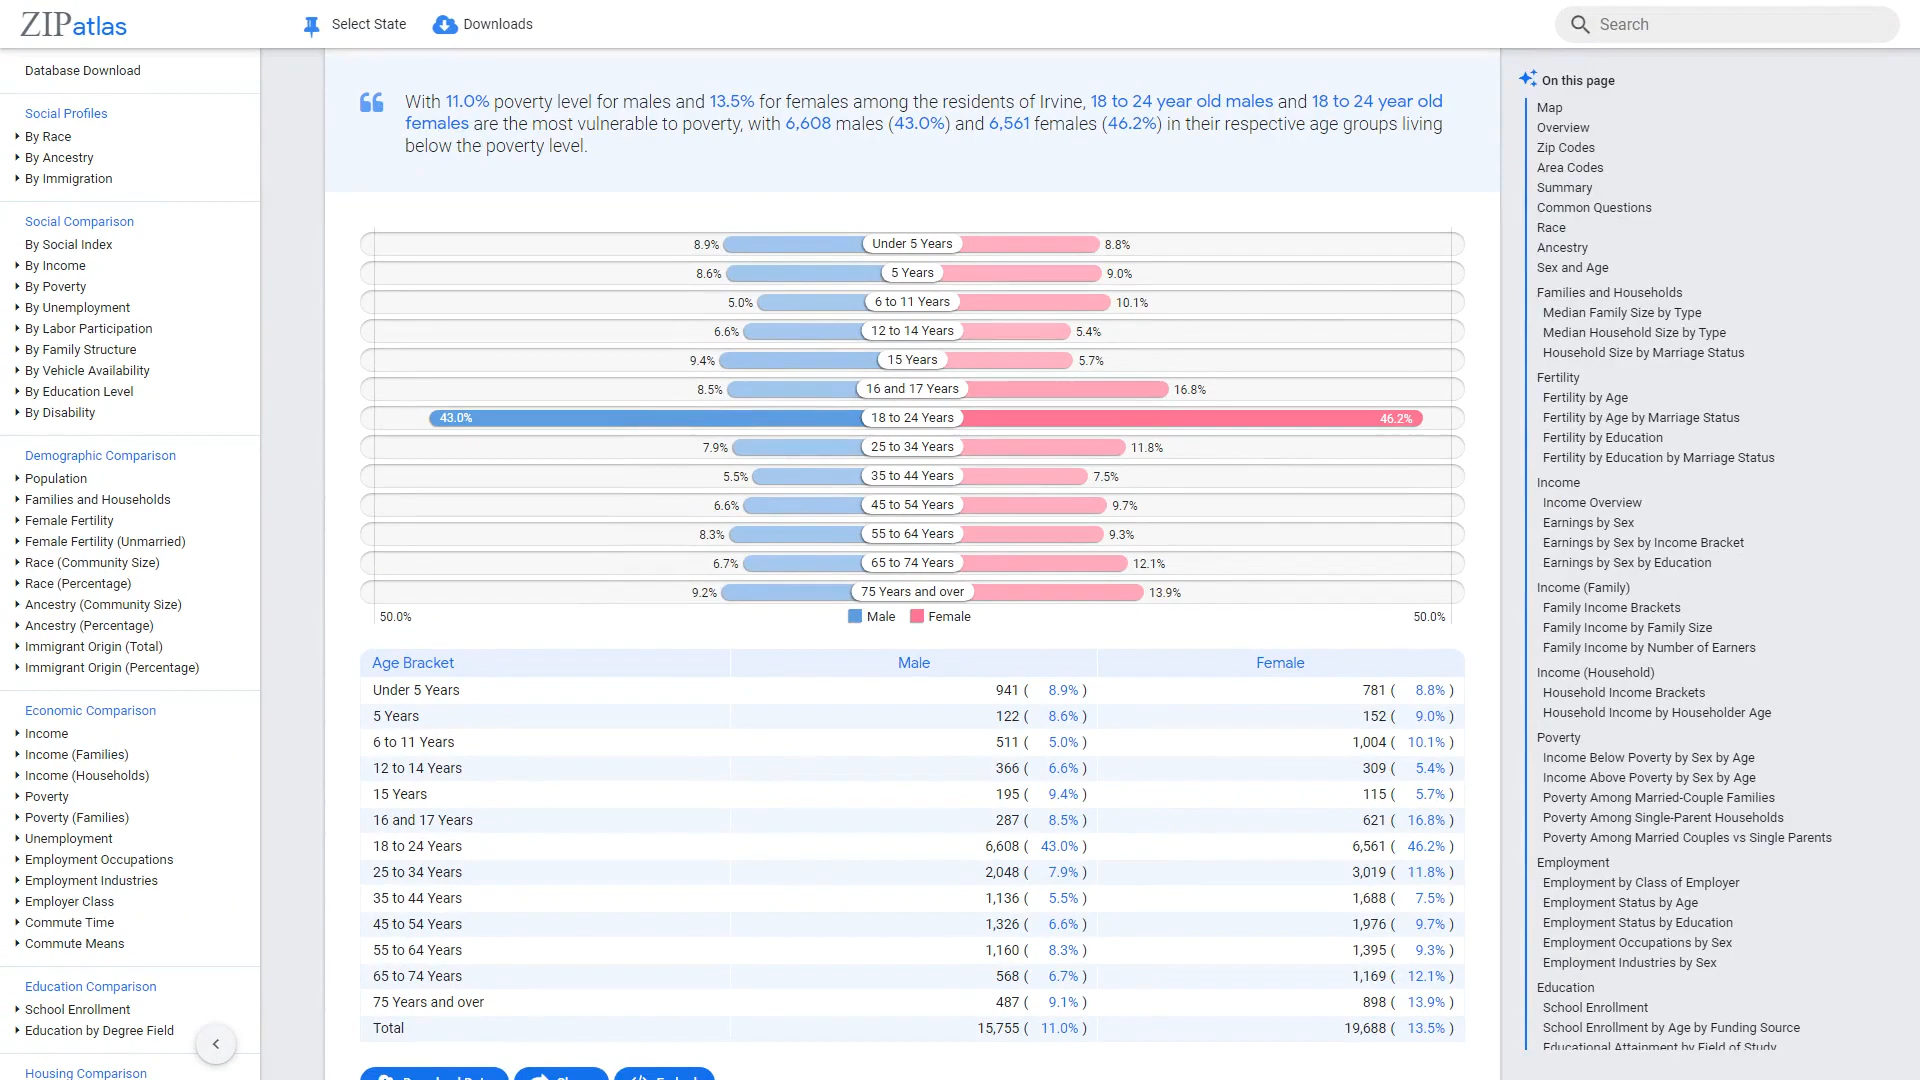 ZIPatlas
Select State
Downloads
Search
Database Download
Social Profiles
By Race
By Ancestry
By Immigration
Social Comparison
By Social Index
By Income
By Poverty
By Unemployment
By Labor Participation
By Family Structure
By Vehicle Availability
By Education Level
By Disability
Demographic Comparison
Population
Families and Households
Female Fertility
Female Fertility (Unmarried)
Race (Community Size)
Race (Percentage)
Ancestry (Community Size)
Ancestry (Percentage)
Immigrant Origin (Total)
Immigrant Origin (Percentage)
Economic Comparison
Income
Income (Families)
Income (Households)
Poverty
Poverty (Families)
Unemployment
Employment Occupations
Employment Industries
Employer Class
Commute Time
Commute Means
Education Comparison
School Enrollment
Education by Degree Field
Housing Comparison
With 11.0% poverty level for males and 13.5% for females among the residents of Irvine, 18 to 24 year old males and 18 to 24 year old
females are the most vulnerable to poverty, with 6,608 males (43.0%) and 6,561 females (46.2%) in their respective age groups living
below the poverty level.
8.9% Under 5 Years 8.8%
8.6% 5 Years 9.0%
5.0% 6 to 11 Years 10.1%
6.6% 12 to 14 Years 5.4%
9.4% 15 Years 5.7%
8.5% 16 and 17 Years 16.8%
43.0% 18 to 24 Years 46.2%
7.9% 25 to 34 Years 11.8%
5.5% 35 to 44 Years 7.5%
6.6% 45 to 54 Years 9.7%
8.3% 55 to 64 Years 9.3%
6.7% 65 to 74 Years 12.1%
9.2% 75 Years and over 13.9%
50.0% Male Female 50.0%
Age Bracket Male Female
Under 5 Years 941 ( 8.9% ) 781 ( 8.8% )
5 Years 122 ( 8.6% ) 152 ( 9.0% )
6 to 11 Years 511 ( 5.0% ) 1,004 ( 10.1% )
12 to 14 Years 366 ( 6.6% ) 309 ( 5.4% )
15 Years 195 ( 9.4% ) 115 ( 5.7% )
16 and 17 Years 287 ( 8.5% ) 621 ( 16.8% )
18 to 24 Years 6,608 ( 43.0% ) 6,561 ( 46.2% )
25 to 34 Years 2,048 ( 7.9% ) 3,019 ( 11.8% )
35 to 44 Years 1,136 ( 5.5% ) 1,688 ( 7.5% )
45 to 54 Years 1,326 ( 6.6% ) 1,976 ( 9.7% )
55 to 64 Years 1,160 ( 8.3% ) 1,395 ( 9.3% )
65 to 74 Years 568 ( 6.7% ) 1,169 ( 12.1% )
75 Years and over 487 ( 9.1% ) 898 ( 13.9% )
Total 15,755 ( 11.0% ) 19,688 ( 13.5% )
On this page
Map
Overview
Zip Codes
Area Codes
Summary
Common Questions
Race
Ancestry
Sex and Age
Families and Households
Median Family Size by Type
Median Household Size by Type
Household Size by Marriage Status
Fertility
Fertility by Age
Fertility by Age by Marriage Status
Fertility by Education
Fertility by Education by Marriage Status
Income
Income Overview
Earnings by Sex
Earnings by Sex by Income Bracket
Earnings by Sex by Education
Income (Family)
Family Income Brackets
Family Income by Family Size
Family Income by Number of Earners
Income (Household)
Household Income Brackets
Household Income by Householder Age
Poverty
Income Below Poverty by Sex by Age
Income Above Poverty by Sex by Age
Poverty Among Married-Couple Families
Poverty Among Single-Parent Households
Poverty Among Married Couples vs Single Parents
Employment
Employment by Class of Employer
Employment Status by Age
Employment Status by Education
Employment Occupations by Sex
Employment Industries by Sex
Education
School Enrollment
School Enrollment by Age by Funding Source
Educational Attainment by Field of Study